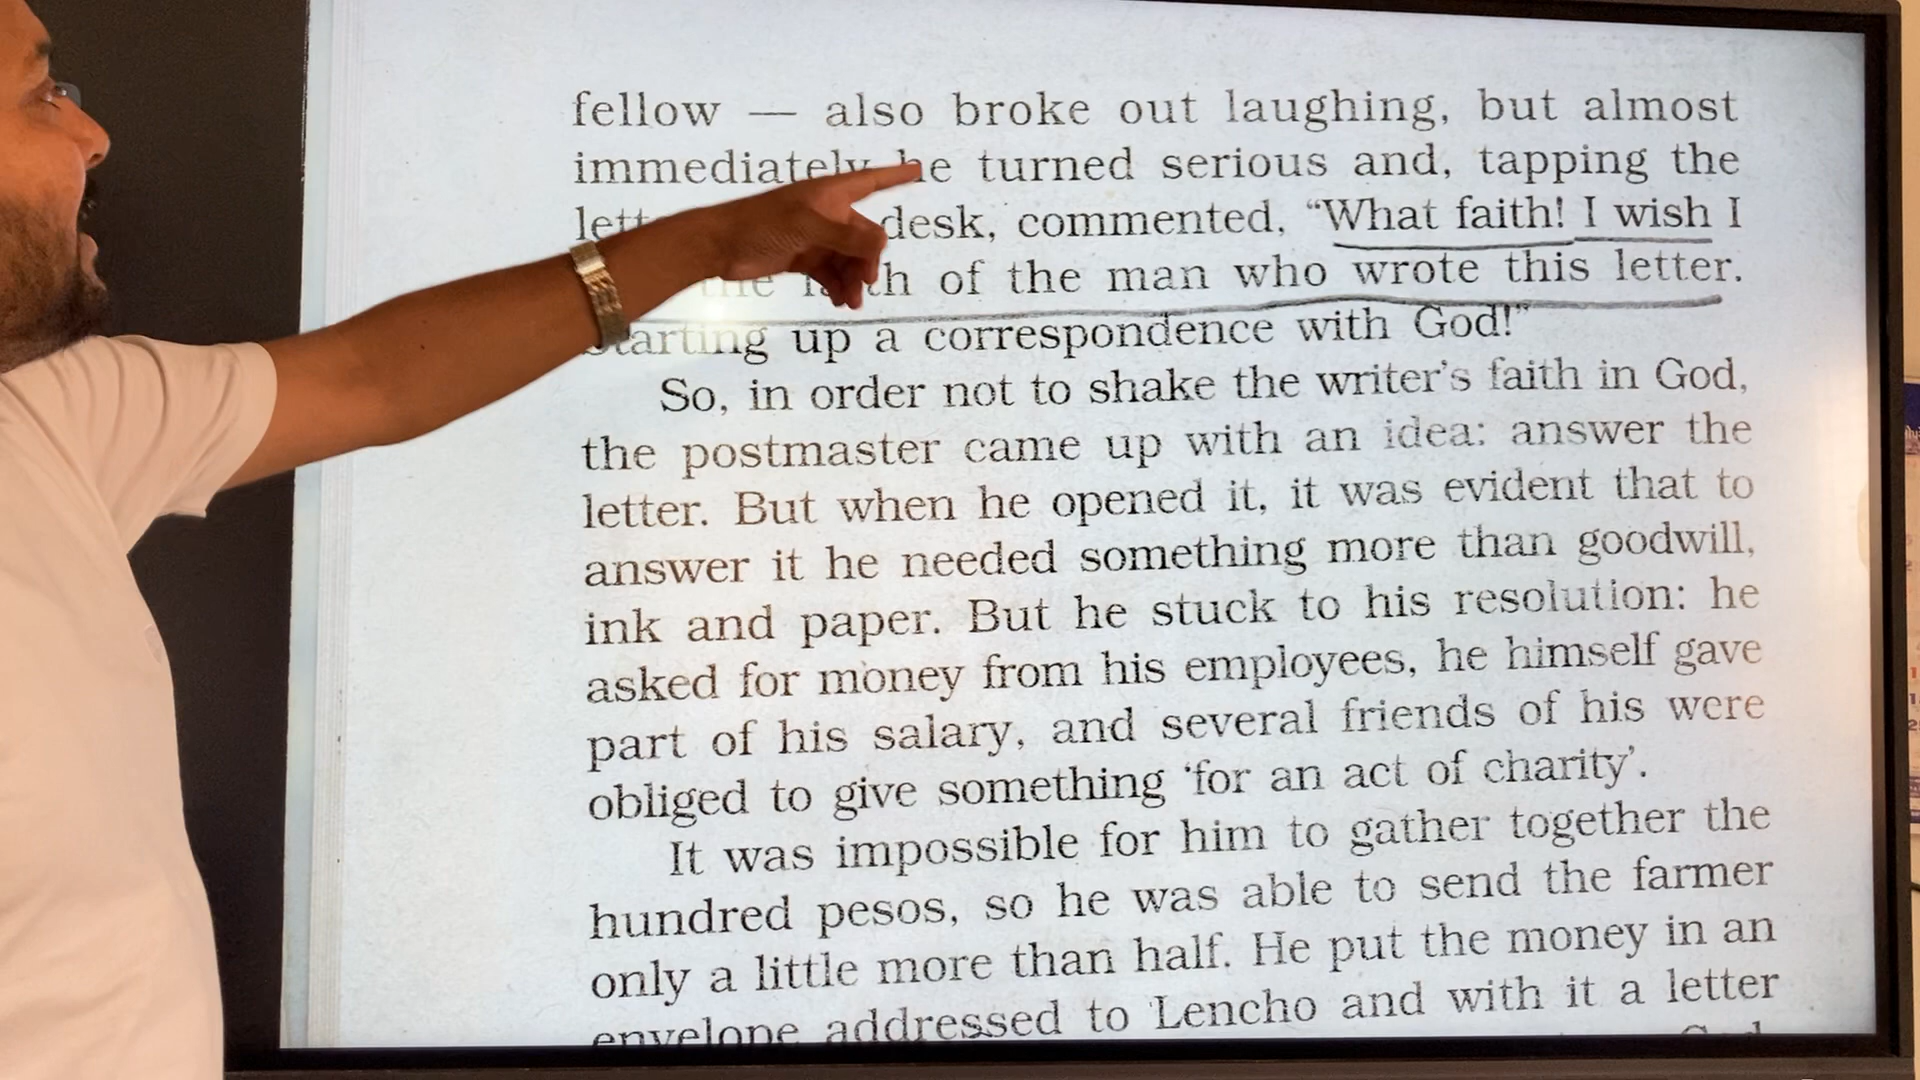 fellow — also broke out laughing, but almost
immediately he turned serious and, tapping the
desk, commented, “What faith! I wish I
the of the man who wrote this letter.
Starting up a correspondence with God!”
So, in order not to shake the writer’s faith in God,
the postmaster came up with an idea: answer the
letter. But when he opened it, it was evident that to
answer it he needed something more than goodwill,
ink and paper. But he stuck to his resolution: he
asked for money from his employees, he himself gave
part of his salary, and several friends of his were
obliged to give something ‘for an act of charity’.
It was impossible for him to gather together the
hundred pesos, so he was able to send the farmer
only a little more than half. He put the money in an
envelope addressed to Lencho and with it a letter